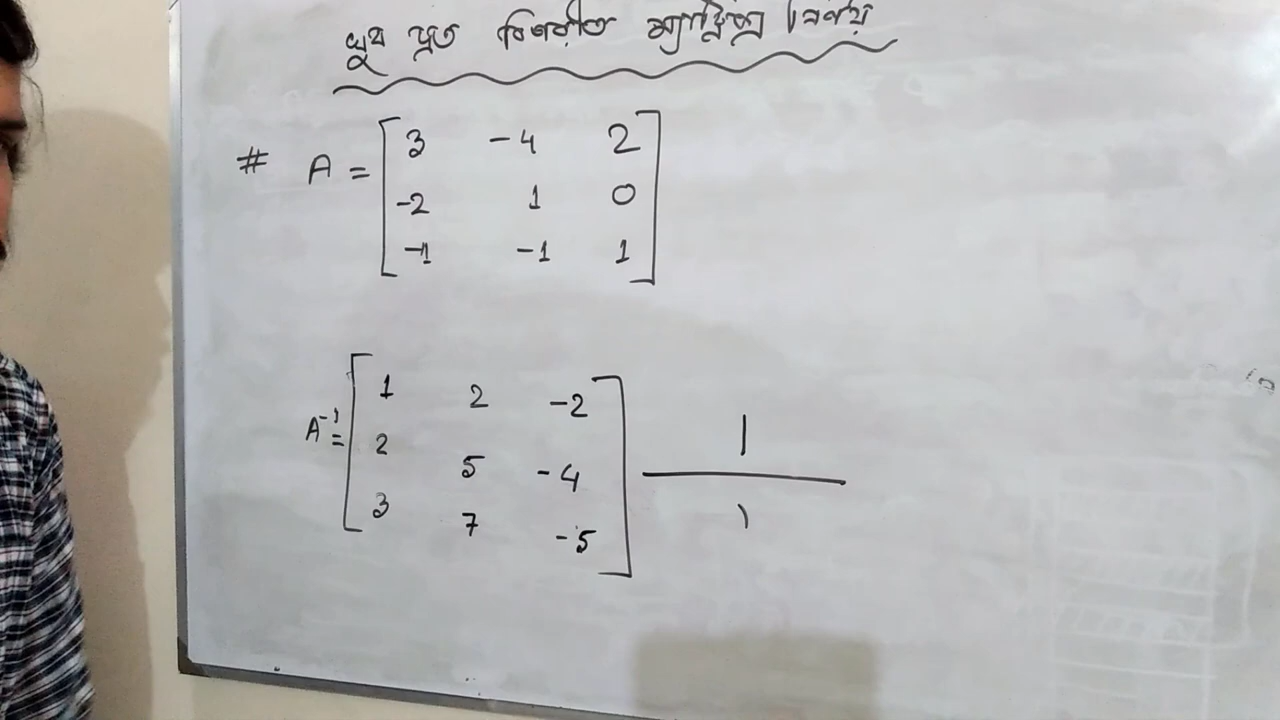 খুব দ্রুত বিপরীত ম্যাট্রিক্স নির্ণয়
# A = [ 3 -4 2
-2 1 0
-1 -1 1 ]
A⁻¹ = [ 1 2 -2
2 5 -4
3 7 -5 ] 1/1